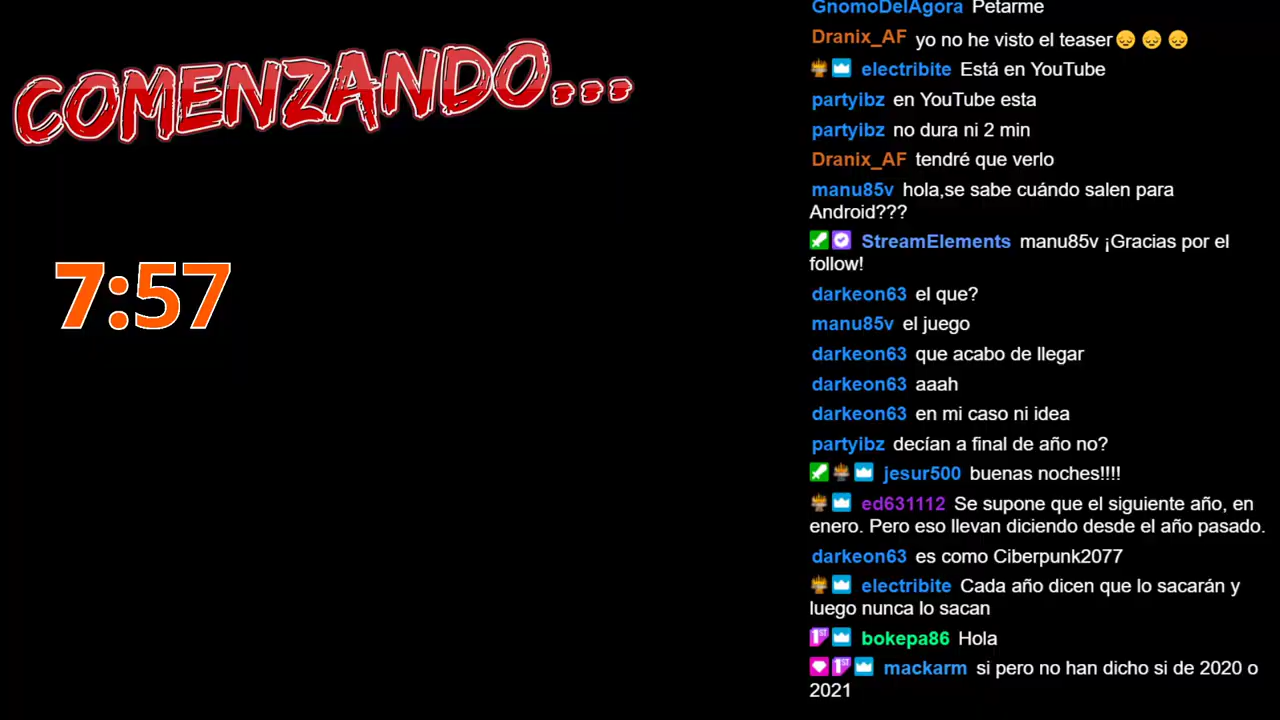 COMENZANDO...
7:57
GnomoDelAgora Petarme
Dranix_AF yo no he visto el teaser😞 😞 😞
electribite Está en YouTube
partyibz en YouTube esta
partyibz no dura ni 2 min
Dranix_AF tendré que verlo
manu85v hola,se sabe cuándo salen para
Android???
StreamElements manu85v ¡Gracias por el
follow!
darkeon63 el que?
manu85v el juego
darkeon63 que acabo de llegar
darkeon63 aaah
darkeon63 en mi caso ni idea
partyibz decían a final de año no?
jesur500 buenas noches!!!!
ed631112 Se supone que el siguiente año, en
enero. Pero eso llevan diciendo desde el año pasado.
darkeon63 es como Ciberpunk2077
electribite Cada año dicen que lo sacarán y
luego nunca lo sacan
1ST bokepa86 Hola
1ST mackarm si pero no han dicho si de 2020 o
2021